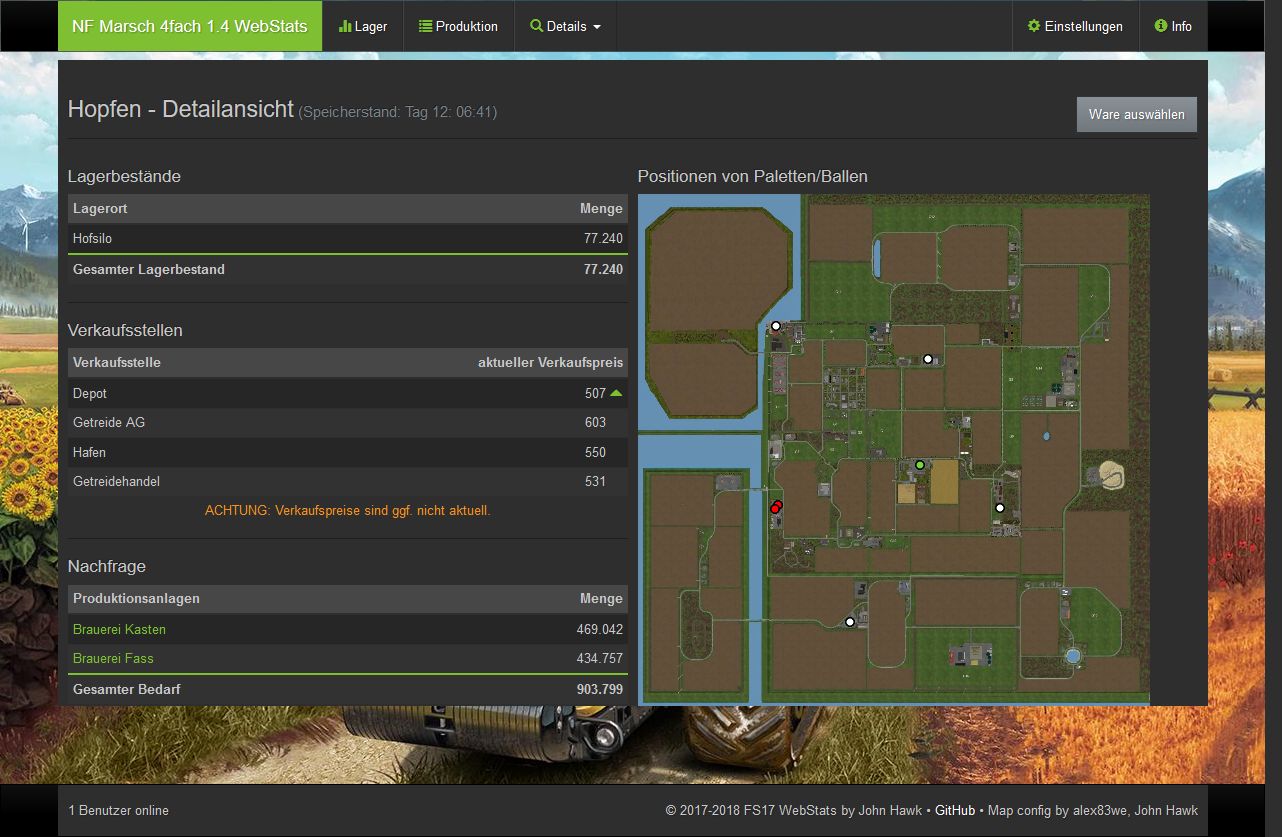 NF Marsch 4fach 1.4 WebStats Lager Produktion Details Einstellungen Info
Hopfen - Detailansicht (Speicherstand: Tag 12: 06:41)
Ware auswählen
Lagerbestände
Lagerort Menge
Hofsilo 77.240
Gesamter Lagerbestand 77.240
Verkaufsstellen
Verkaufsstelle aktueller Verkaufspreis
Depot 507
Getreide AG 603
Hafen 550
Getreidehandel 531
ACHTUNG: Verkaufspreise sind ggf. nicht aktuell.
Nachfrage
Produktionsanlagen Menge
Brauerei Kasten 469.042
Brauerei Fass 434.757
Gesamter Bedarf 903.799
Positionen von Paletten/Ballen
1 Benutzer online
© 2017-2018 FS17 WebStats by John Hawk • GitHub • Map config by alex83we, John Hawk